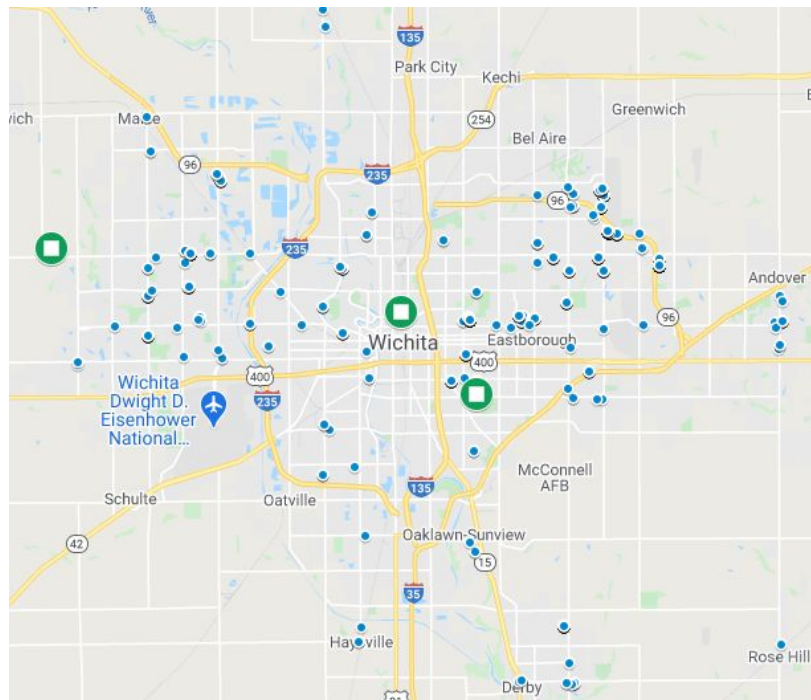 135
Park City
Kechi
Greenwich
Maize
254
Bel Aire
96
235
96
235
Andover
96
Wichita
Eastborough
400
400
Wichita
Dwight D.
Eisenhower
National...
235
McConnell
AFB
Schulte
Oatville
135
42
Oaklawn-Sunview
15
35
Haysville
Rose Hill
Derby